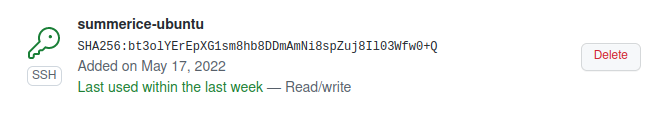 summerice-ubuntu
SHA256:bt3olYErEpXG1sm8hb8DDmAmNi8spZuj8Il03Wfw0+Q
Added on May 17, 2022
Last used within the last week — Read/write
SSH
Delete